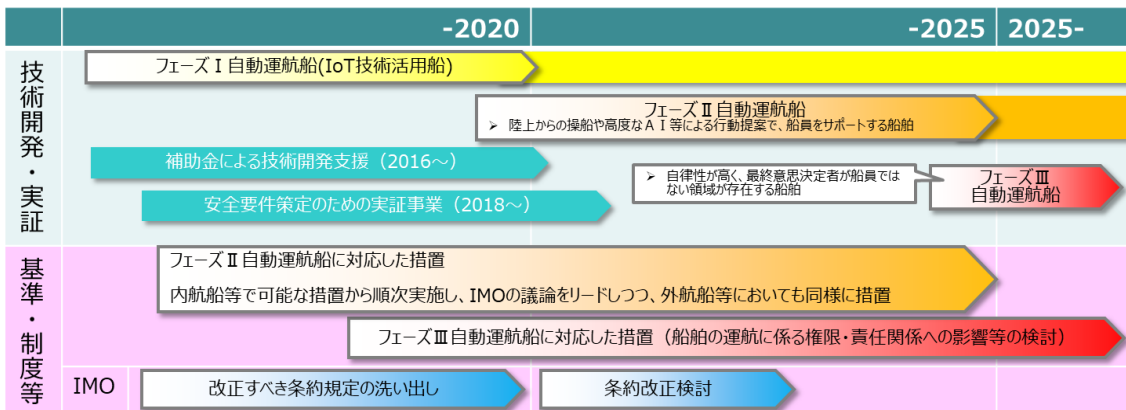 -2020
-2025
2025-
技術開発・実証
フェーズⅠ自動運航船(IoT技術活用船)
フェーズⅡ自動運航船
➢ 陸上からの操船や高度なAI等による行動提案で、船員をサポートする船舶
補助金による技術開発支援（2016～）
➢ 自律性が高く、最終意思決定者が船員では
ない領域が存在する船舶
フェーズⅢ
自動運航船
安全要件策定のための実証事業（2018～）
基準・制度等
フェーズⅡ自動運航船に対応した措置
内航船等で可能な措置から順次実施し、IMOの議論をリードしつつ、外航船等においても同様に措置
フェーズⅢ自動運航船に対応した措置（船舶の運航に係る権限・責任関係への影響等の検討）
IMO
改正すべき条約規定の洗い出し
条約改正検討